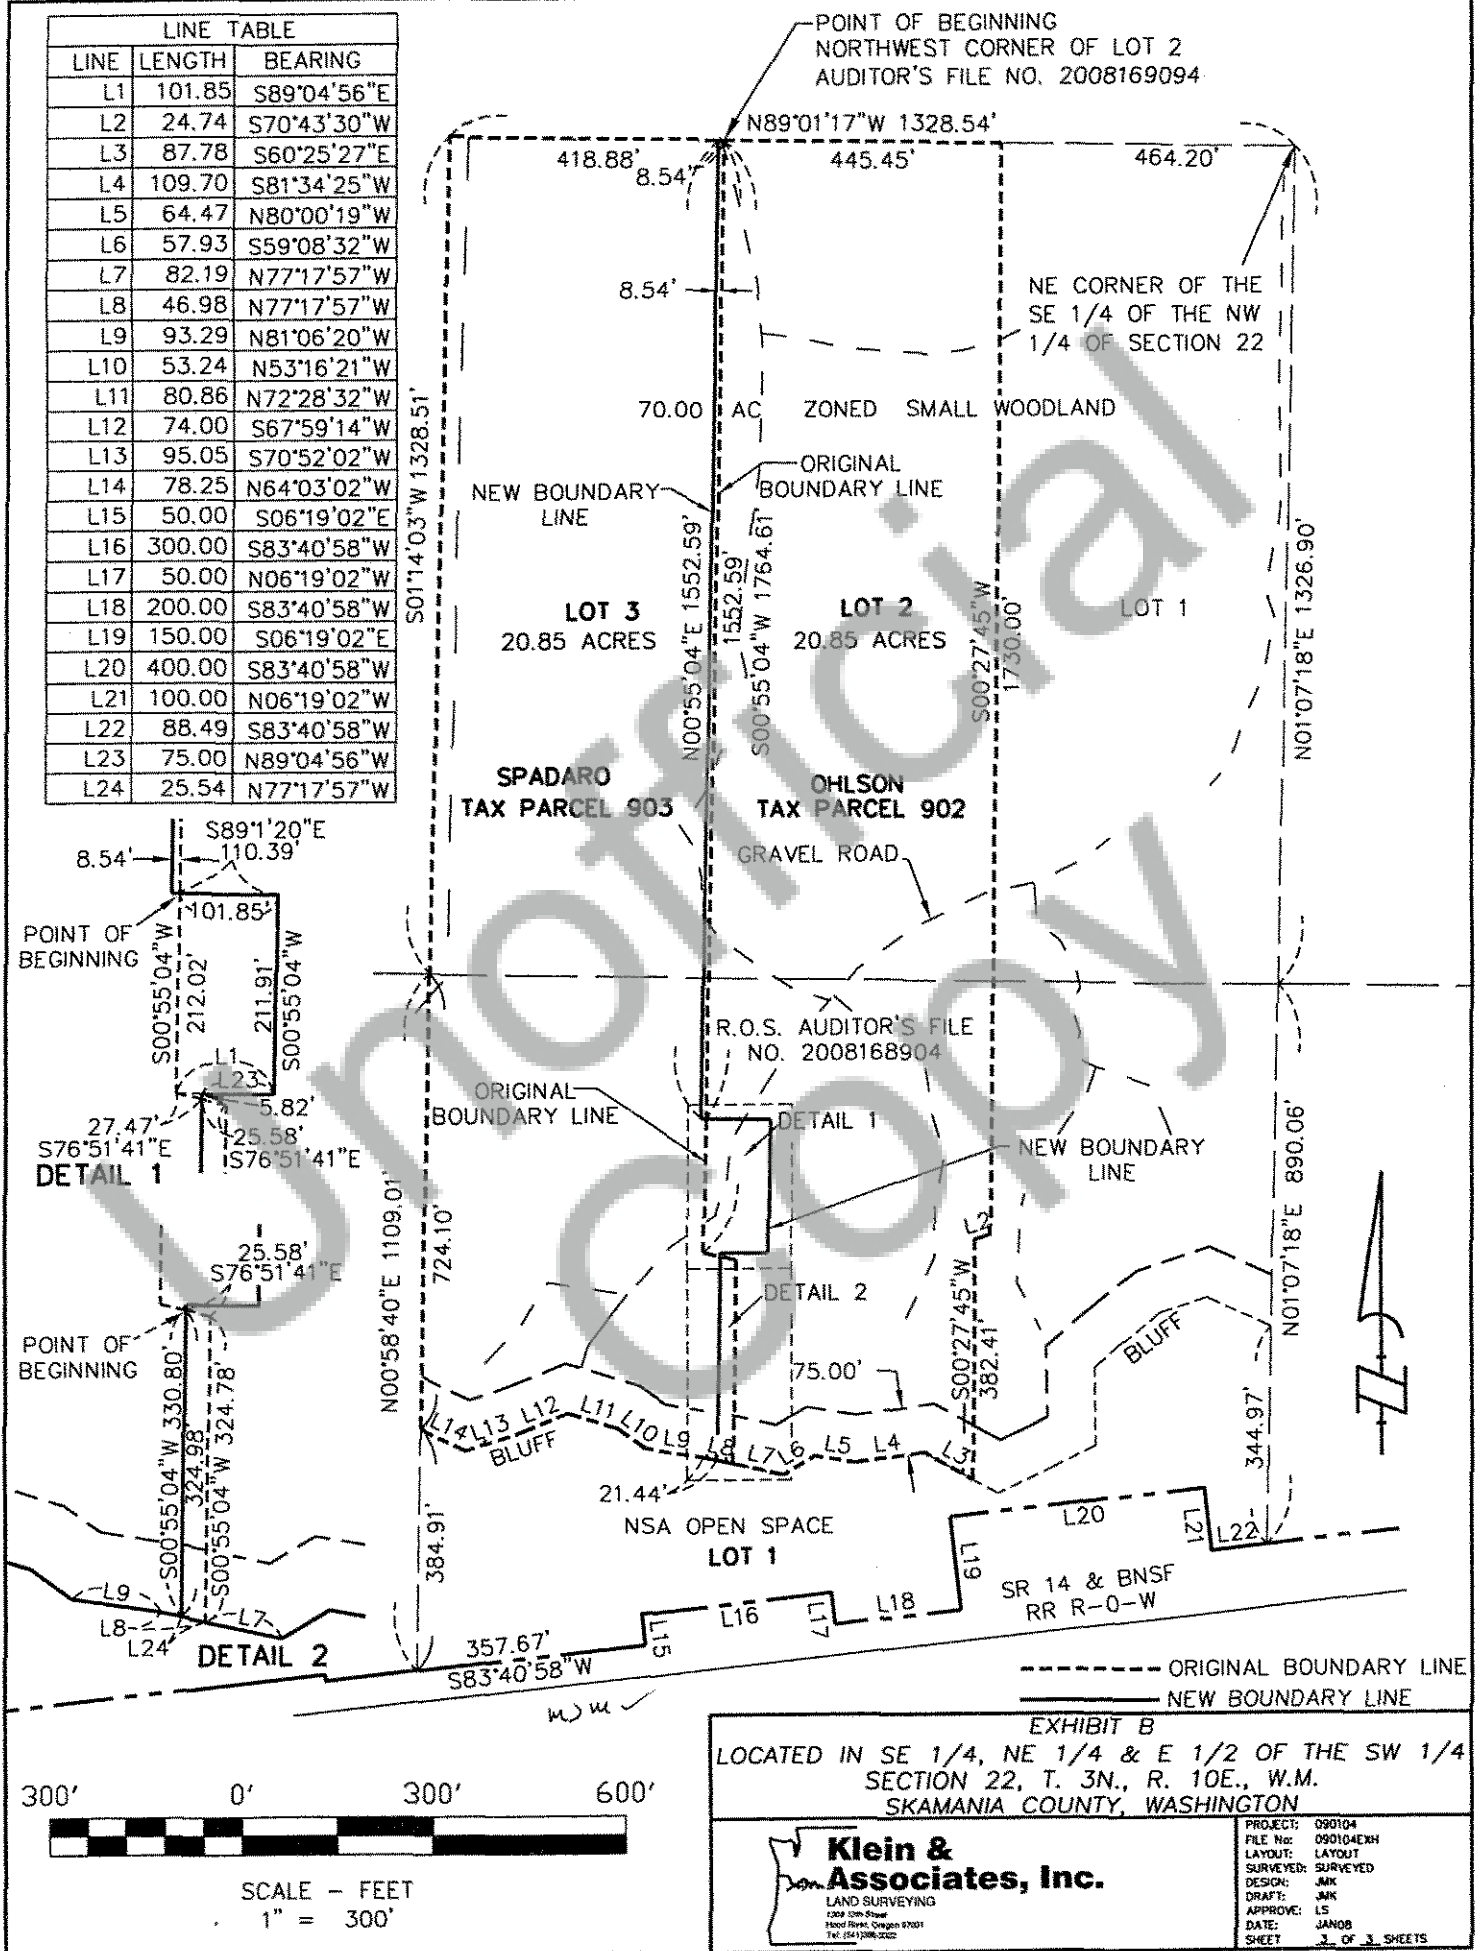 LINE TABLE
LINE LENGTH BEARING
L1 101.85 S89°04'56"E
L2 24.74 S70°43'30"W
L3 87.78 S60°25'27"E
L4 109.70 S81°34'25"W
L5 64.47 N80°00'19"W
L6 57.93 S59°08'32"W
L7 82.19 N77°17'57"W
L8 46.98 N77°17'57"W
L9 93.29 N81°06'20"W
L10 53.24 N53°16'21"W
L11 80.86 N72°28'32"W
L12 74.00 S67°59'14"W
L13 95.05 S70°52'02"W
L14 78.25 N64°03'02"W
L15 50.00 S06°19'02"E
L16 300.00 S83°40'58"W
L17 50.00 N06°19'02"W
L18 200.00 S83°40'58"W
L19 150.00 S06°19'02"E
L20 400.00 S83°40'58"W
L21 100.00 N06°19'02"W
L22 88.49 S83°40'58"W
L23 75.00 N89°04'56"W
L24 25.54 N77°17'57"W
POINT OF BEGINNING
NORTHWEST CORNER OF LOT 2
AUDITOR'S FILE NO. 2008169094
N89°01'17"W 1328.54'
418.88'
8.54'
445.45'
464.20'
8.54'
NE CORNER OF THE
SE 1/4 OF THE NW
1/4 OF SECTION 22
70.00 AC ZONED SMALL WOODLAND
NEW BOUNDARY
LINE
ORIGINAL
BOUNDARY LINE
S01°14'03"W 1328.51'
N00°55'04"E 1552.59'
1552.59'
S00°55'04"W 1764.61'
S00°27'45"W
1730.00'
N01°07'18"E 1326.90'
LOT 3
20.85 ACRES
LOT 2
20.85 ACRES
LOT 1
SPADARO
TAX PARCEL 903
OHLSON
TAX PARCEL 902
GRAVEL ROAD
R.O.S. AUDITOR'S FILE
NO. 2008168904
ORIGINAL
BOUNDARY LINE
DETAIL 1
NEW BOUNDARY
LINE
L2
DETAIL 2
N00°58'40"E 1109.01'
724.10'
S00°27'45"W
382.41'
N01°07'18"E 890.06'
344.97'
75.00'
BLUFF
L14 L13 L12 L11 L10 L9 L8 L7 L6 L5 L4 L3
BLUFF
21.44'
NSA OPEN SPACE
LOT 1
384.91'
L20
L21
L22
L19
L18
L17
L16
L15
SR 14 & BNSF
RR R-O-W
357.67'
S83°40'58"W
S89°1'20"E
110.39'
8.54'
101.85'
POINT OF
BEGINNING
S00°55'04"W
212.02'
211.91'
S00°55'04"W
L1
L23
5.82'
27.47'
S76°51'41"E
25.58'
S76°51'41"E
DETAIL 1
25.58'
S76°51'41"E
POINT OF
BEGINNING
S00°55'04"W 330.80'
324.98'
S00°55'04"W 324.78'
L9
L8
L24
L7
DETAIL 2
ORIGINAL BOUNDARY LINE
NEW BOUNDARY LINE
EXHIBIT B
LOCATED IN SE 1/4, NE 1/4 & E 1/2 OF THE SW 1/4
SECTION 22, T. 3N., R. 10E., W.M.
SKAMANIA COUNTY, WASHINGTON
300' 0' 300' 600'
SCALE - FEET
1" = 300'
Klein &
Associates, Inc.
LAND SURVEYING
Hood River, Oregon 97031
PROJECT: 090104
FILE No: 090104EXH
LAYOUT: LAYOUT
SURVEYED: SURVEYED
DESIGN: JMK
DRAFT: JMK
APPROVE: LS
DATE: JAN08
SHEET 3 OF 3 SHEETS
Unofficial
Copy